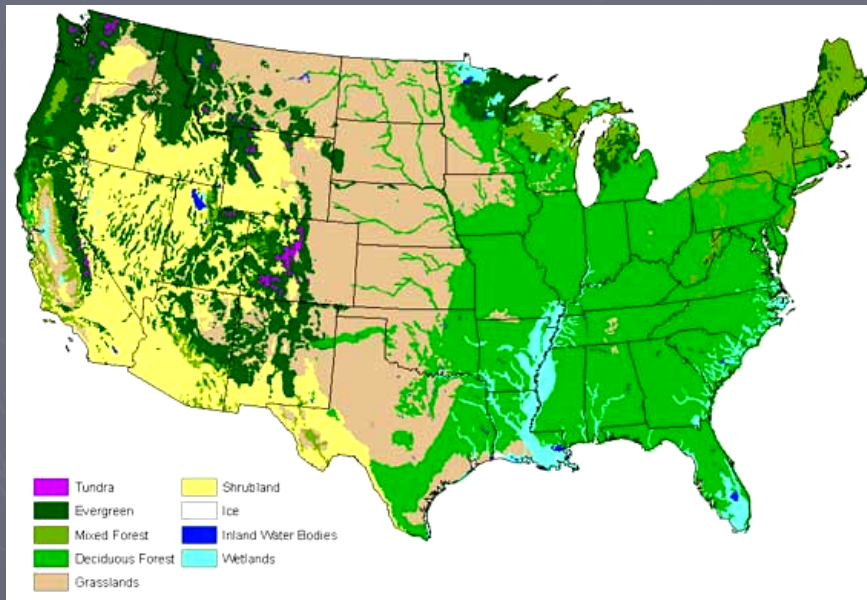 Tundra
Evergreen
Mixed Forest
Deciduous Forest
Grasslands
Shrubland
Ice
Inland Water Bodies
Wetlands